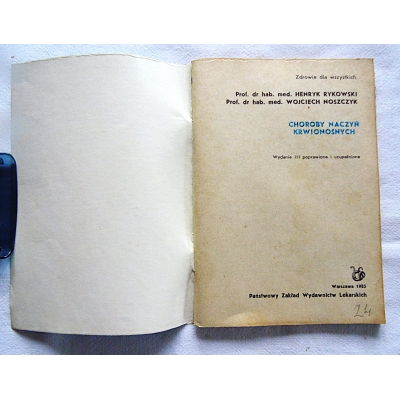 Zdrowie dla wszystkich
Prof. dr hab. med. HENRYK RYKOWSKI
Prof. dr hab. med. WOJCIECH NOSZCZYK
CHOROBY NACZYŃ
KRWIONOŚNYCH
Wydanie III poprawione i uzupełnione
Warszawa 1985
Państwowy Zakład Wydawnictw Lekarskich
24